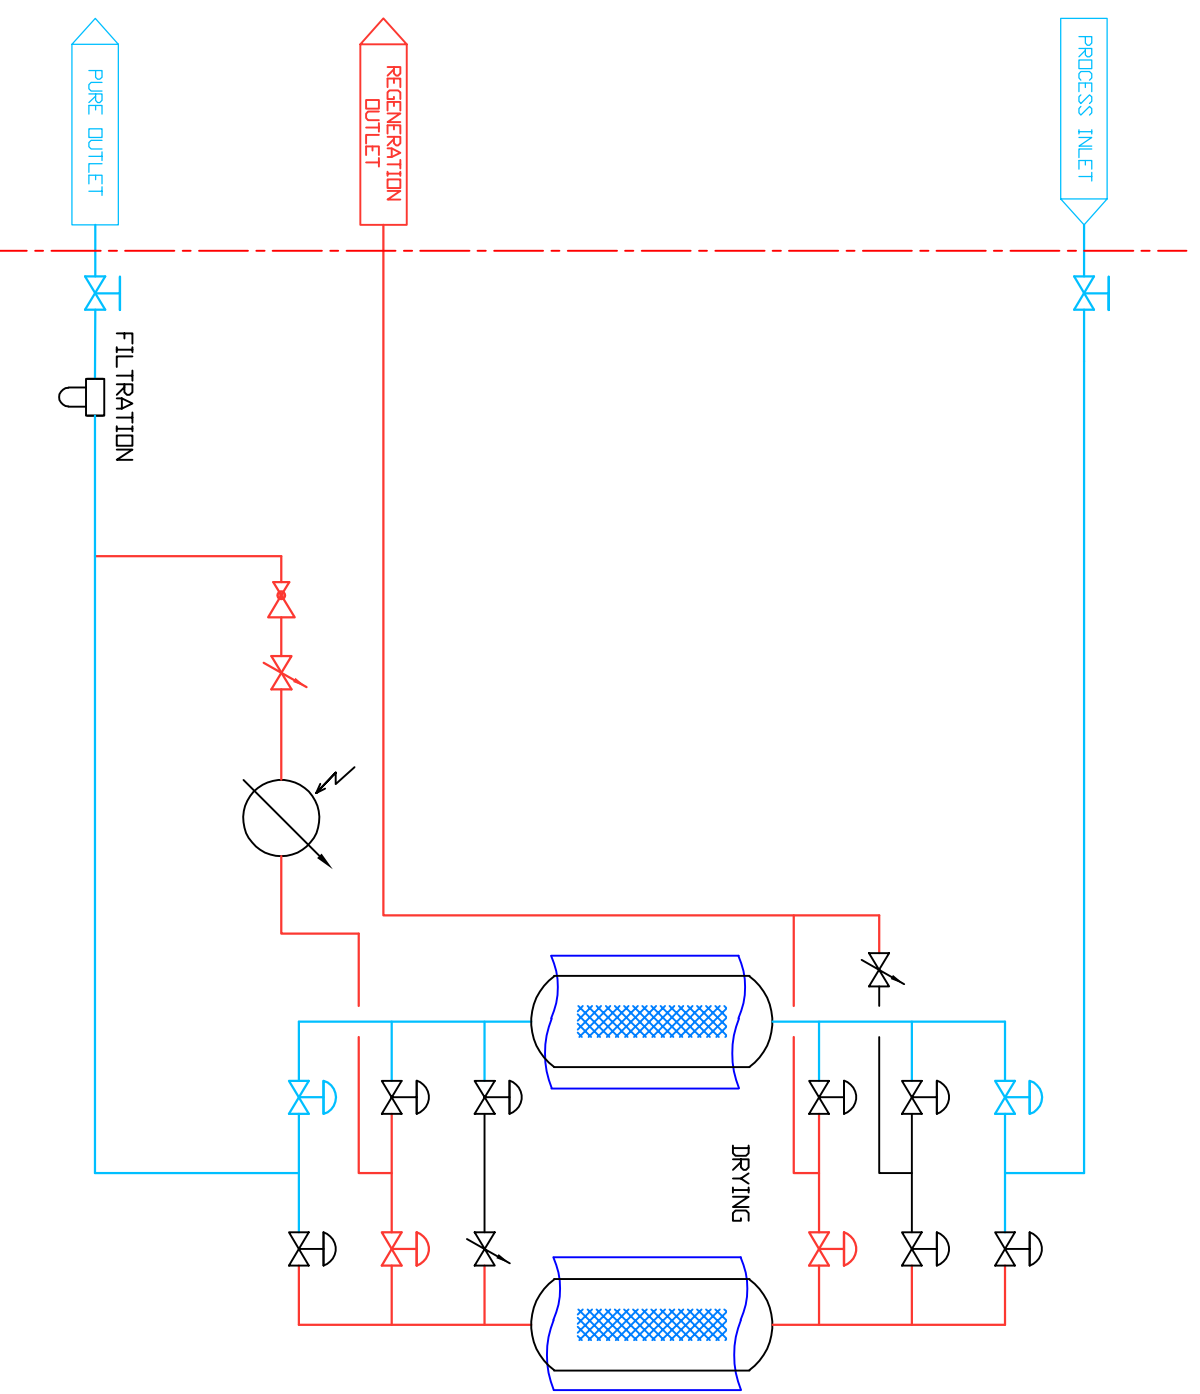 PROCESS INLET
REGENERATION
OUTLET
PURE OUTLET
FILTRATION
DRYING